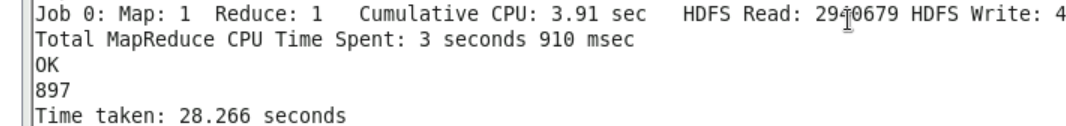 Job 0: Map: 1  Reduce: 1   Cumulative CPU: 3.91 sec   HDFS Read: 2940679 HDFS Write: 4
Total MapReduce CPU Time Spent: 3 seconds 910 msec
OK
897
Time taken: 28.266 seconds